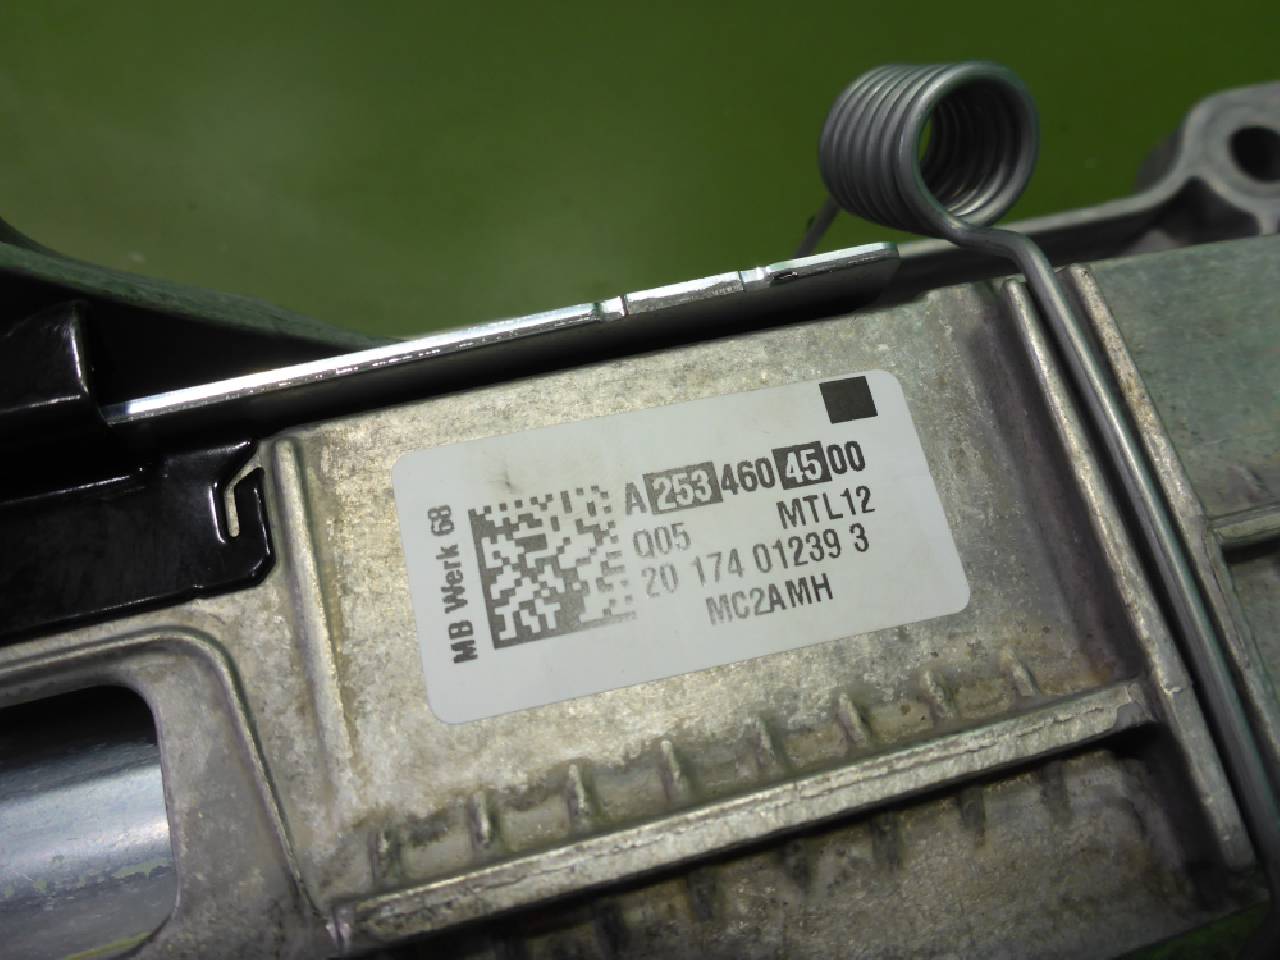 MB Werk 68
A 253 460 45 00
Q05 MTL12
20 174 01239 3
MC2AMH